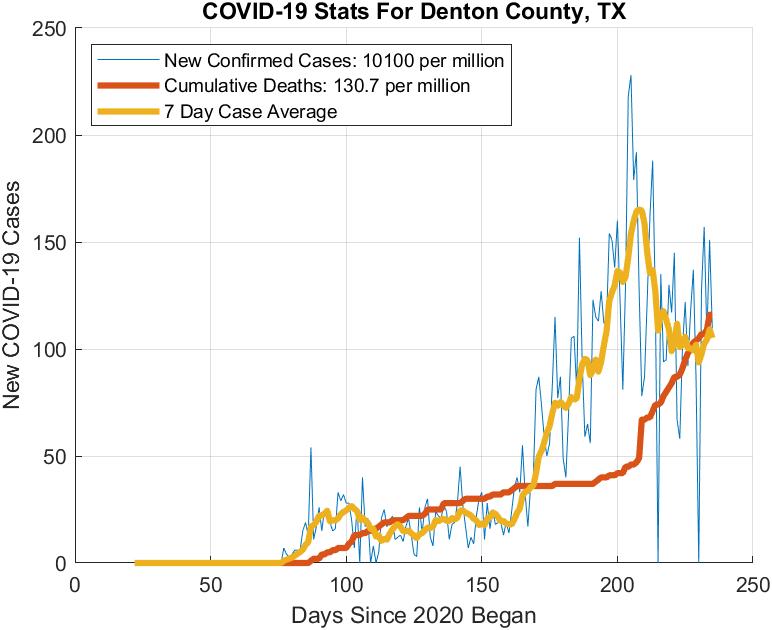 COVID-19 Stats For Denton County, TX
250
New Confirmed Cases: 10100 per million
Cumulative Deaths: 130.7 per million
7 Day Case Average
200
150
100
50
0
New COVID-19 Cases
0 50 100 150 200 250
Days Since 2020 Began